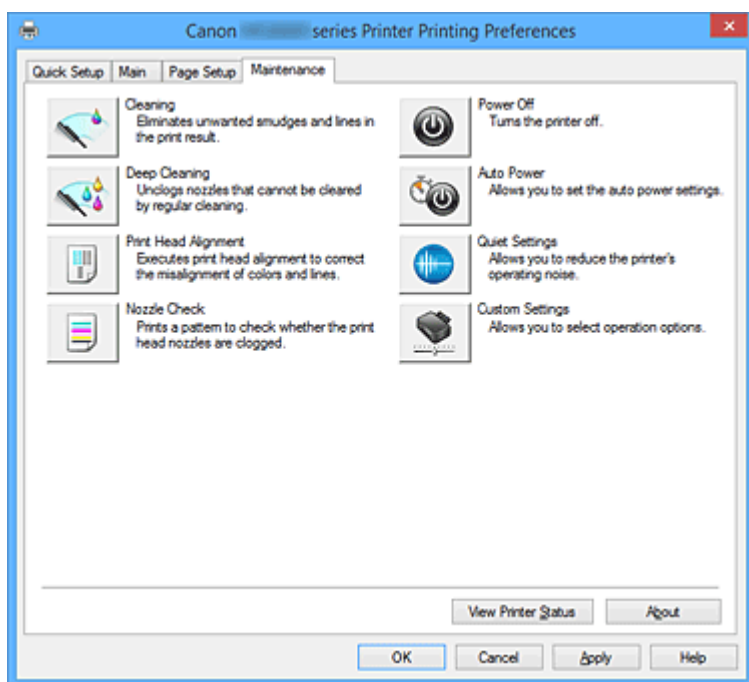 Canon series Printer Printing Preferences
Quick Setup Main Page Setup Maintenance
Cleaning
Eliminates unwanted smudges and lines in
the print result.
Deep Cleaning
Unclogs nozzles that cannot be cleared
by regular cleaning.
Print Head Alignment
Executes print head alignment to correct
the misalignment of colors and lines.
Nozzle Check
Prints a pattern to check whether the print
head nozzles are clogged.
Power Off
Turns the printer off.
Auto Power
Allows you to set the auto power settings.
Quiet Settings
Allows you to reduce the printer's
operating noise.
Custom Settings
Allows you to select operation options.
View Printer Status About
OK Cancel Apply Help